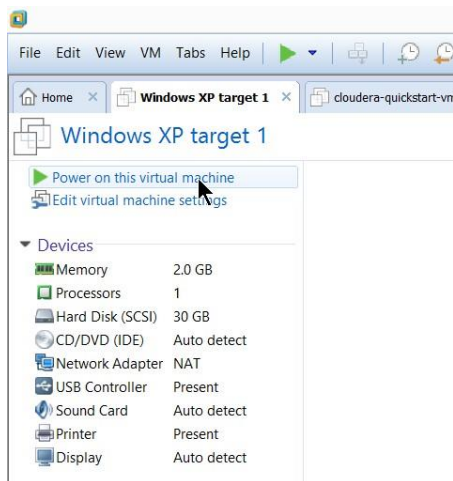 File Edit View VM Tabs Help
Home Windows XP target 1 cloudera-quickstart-vm
Windows XP target 1
Power on this virtual machine
Edit virtual machine settings
Devices
Memory 2.0 GB
Processors 1
Hard Disk (SCSI) 30 GB
CD/DVD (IDE) Auto detect
Network Adapter NAT
USB Controller Present
Sound Card Auto detect
Printer Present
Display Auto detect